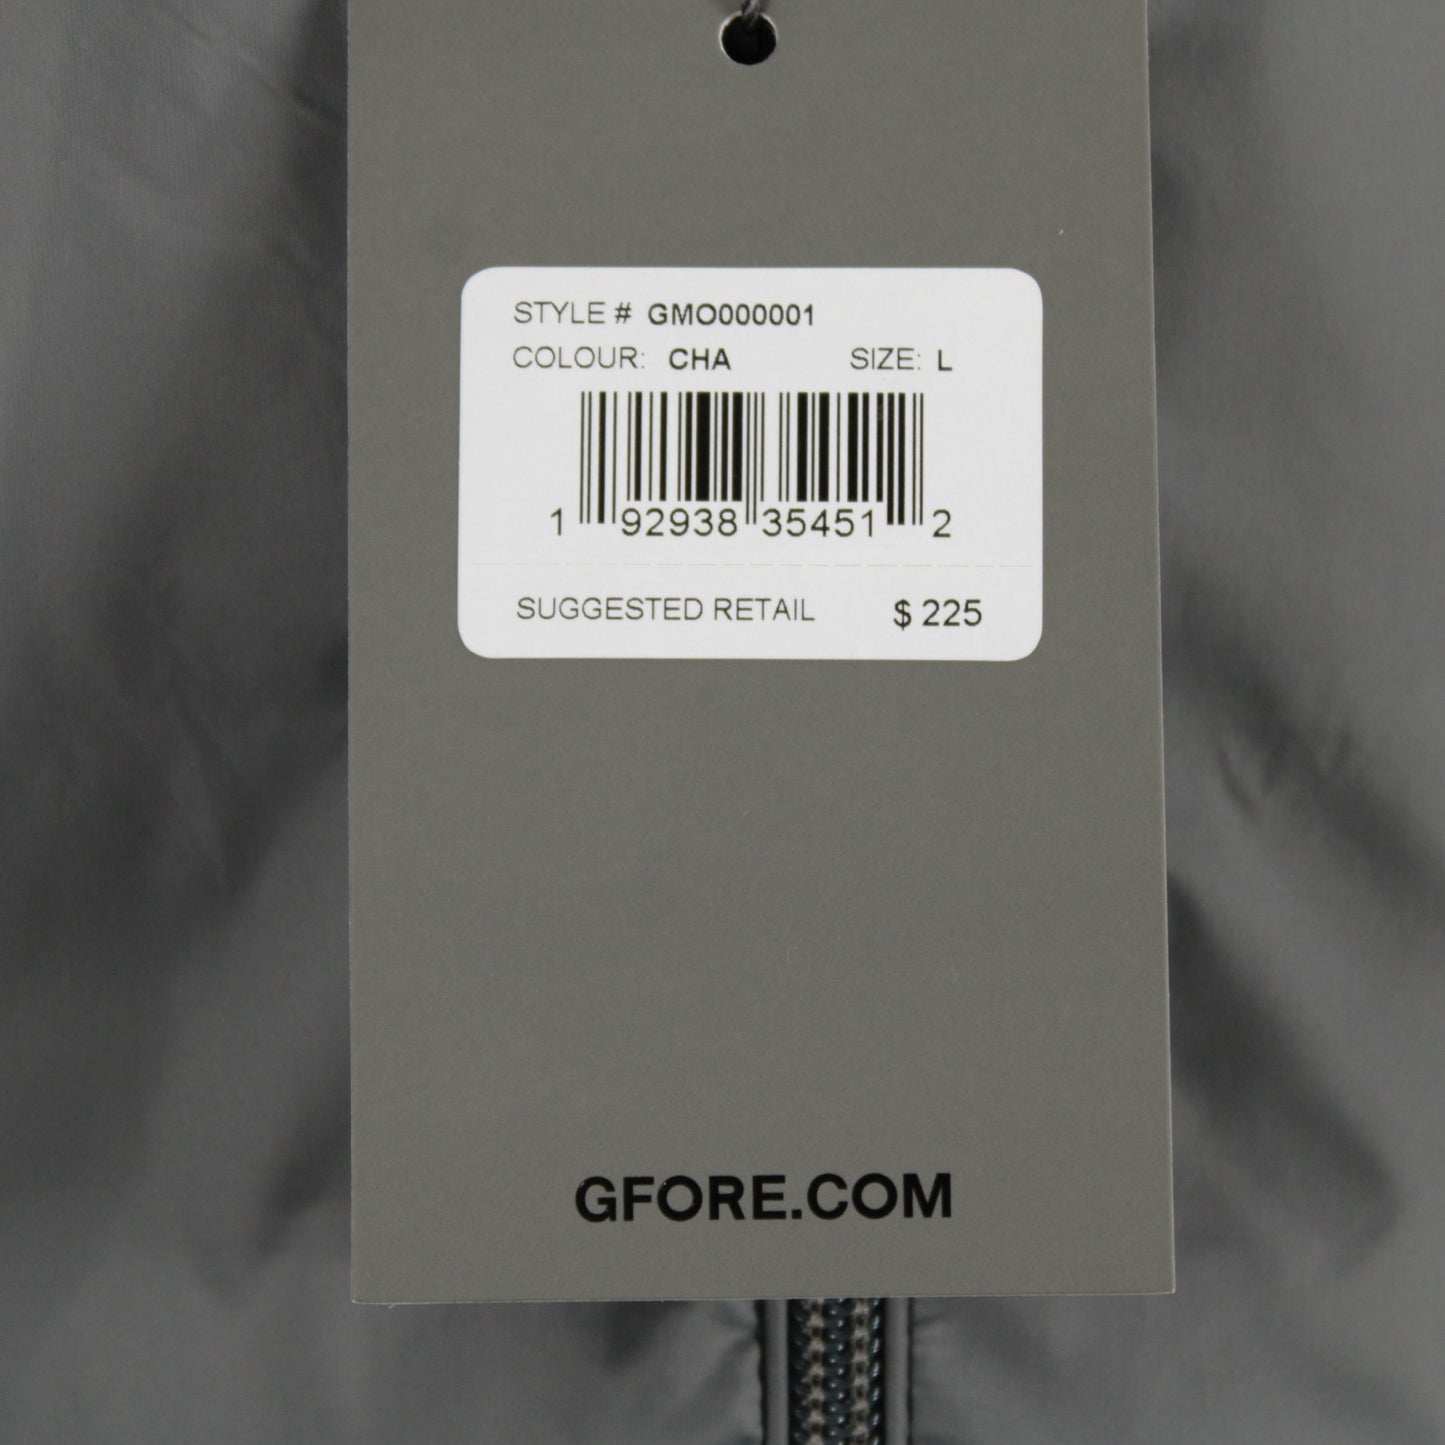 STYLE # GMO000001
COLOUR: CHA SIZE: L
1 92938 35451 2
SUGGESTED RETAIL $ 225
GFORE.COM